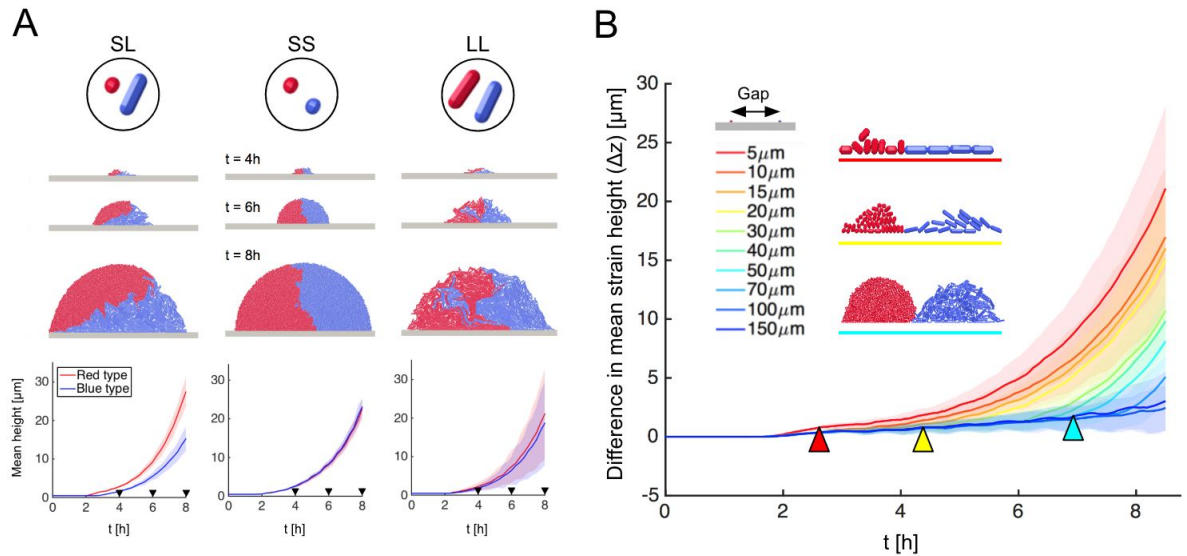 A
SL
SS
LL
t = 4h
t = 6h
t = 8h
Mean height [μm]
30
20
10
0
Red type
Blue type
0
2
4
6
8
t [h]
30
20
10
0
0
2
4
6
8
t [h]
30
20
10
0
0
2
4
6
8
t [h]
B
Difference in mean strain height (Δz) [μm]
30
25
20
15
10
5
0
-5
Gap
5μm
10μm
15μm
20μm
30μm
40μm
50μm
70μm
100μm
150μm
0
2
4
6
8
t [h]